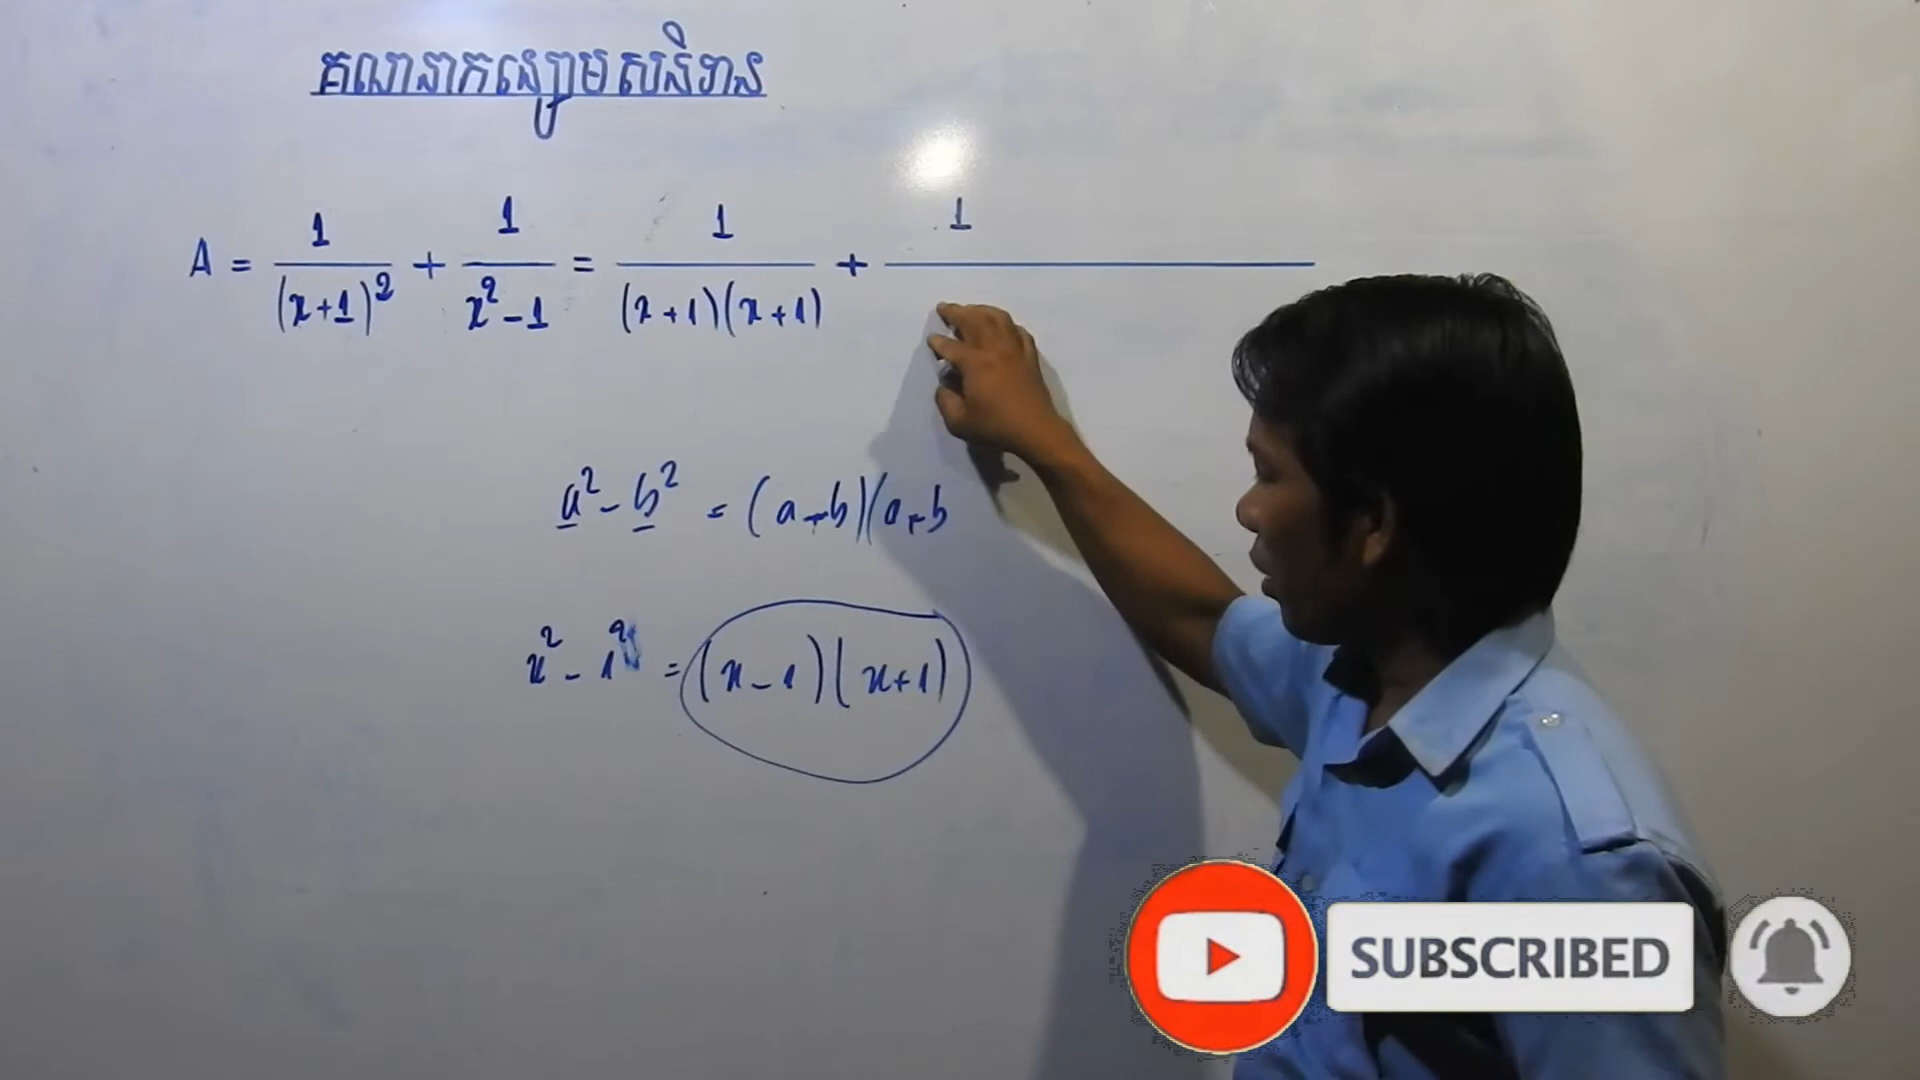 គណនាកន្សោមសនិទាន
A = 1/(x+1)² + 1/x²-1 = 1/(x+1)(x+1) + 1/
a² - b² = (a-b)(a+b
x² - 1² = (x-1)(x+1)
SUBSCRIBED